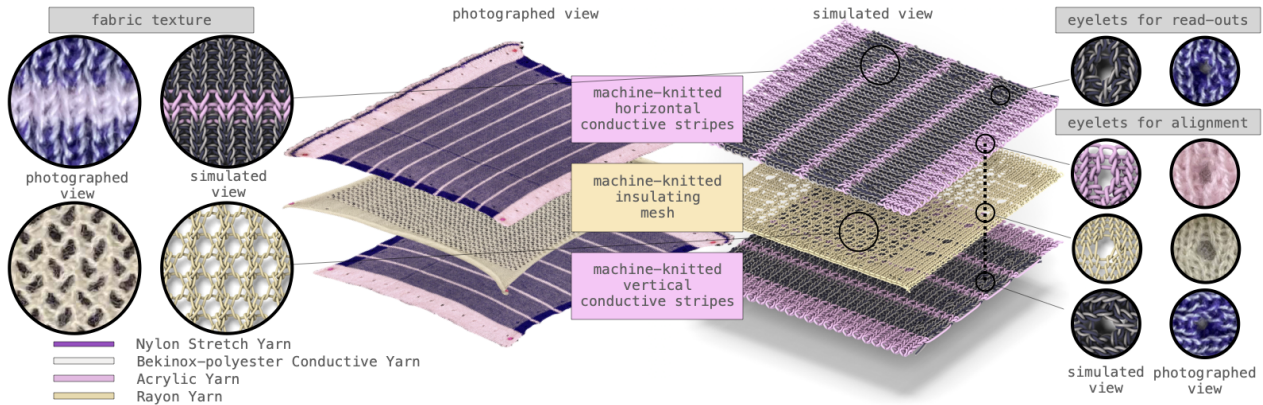 fabric texture
photographed view
simulated view
eyelets for read-outs
machine-knitted
horizontal
conductive stripes
eyelets for alignment
photographed
view
simulated
view
machine-knitted
insulating
mesh
machine-knitted
vertical
conductive stripes
Nylon Stretch Yarn
Bekinox-polyester Conductive Yarn
Acrylic Yarn
Rayon Yarn
simulated
view
photographed
view